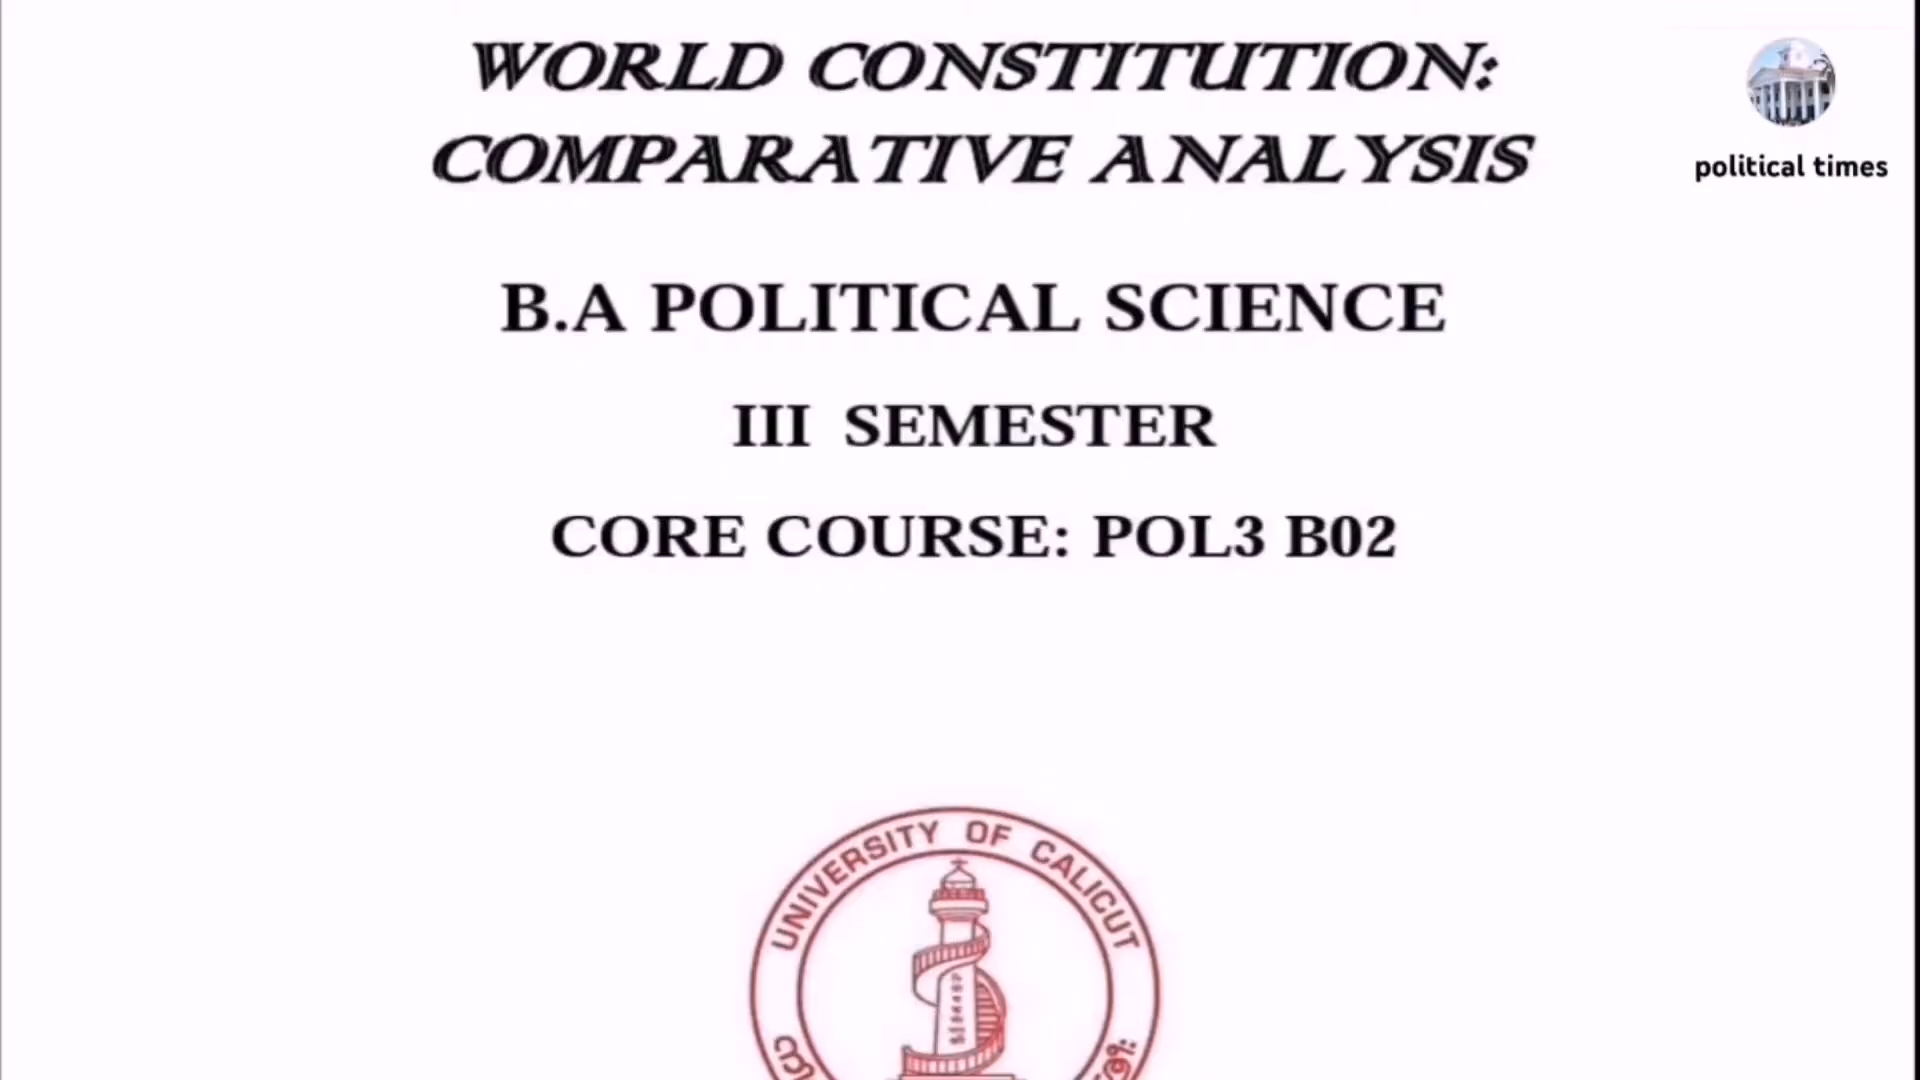 WORLD CONSTITUTION:
COMPARATIVE ANALYSIS
political times
B.A POLITICAL SCIENCE
III SEMESTER
CORE COURSE: POL3 B02
UNIVERSITY OF CALICUT